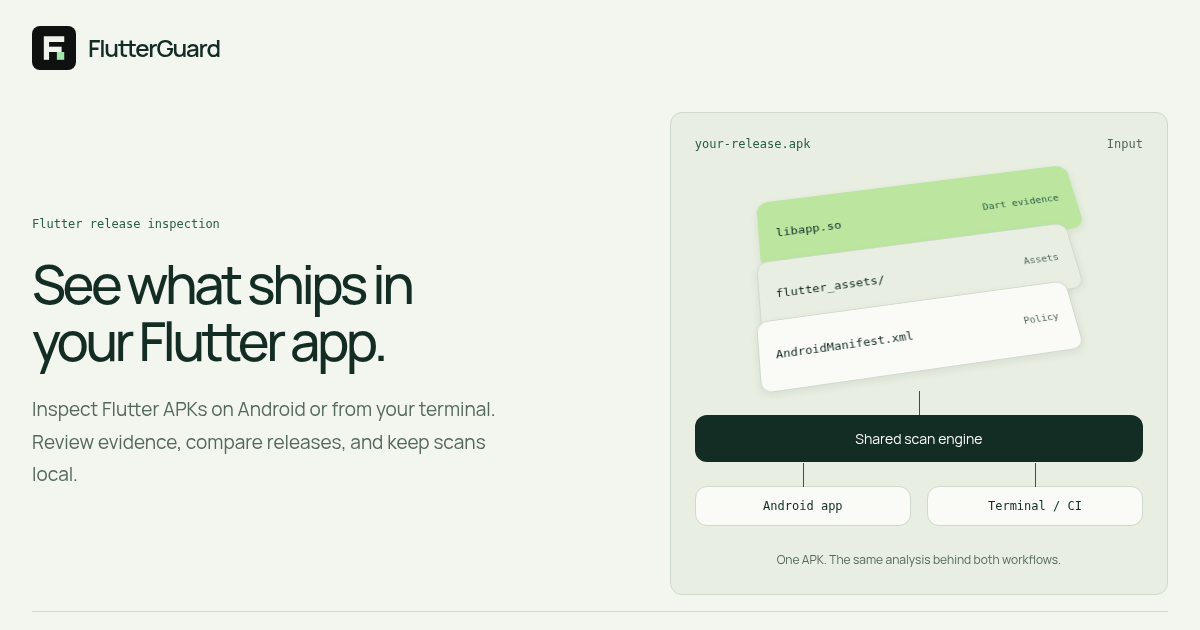 FlutterGuard
Flutter release inspection
See what ships in
your Flutter app.
Inspect Flutter APKs on Android or from your terminal.
Review evidence, compare releases, and keep scans
local.
your-release.apk
Input
libapp.so
Dart evidence
flutter_assets/
Assets
AndroidManifest.xml
Policy
Shared scan engine
Android app
Terminal / CI
One APK. The same analysis behind both workflows.